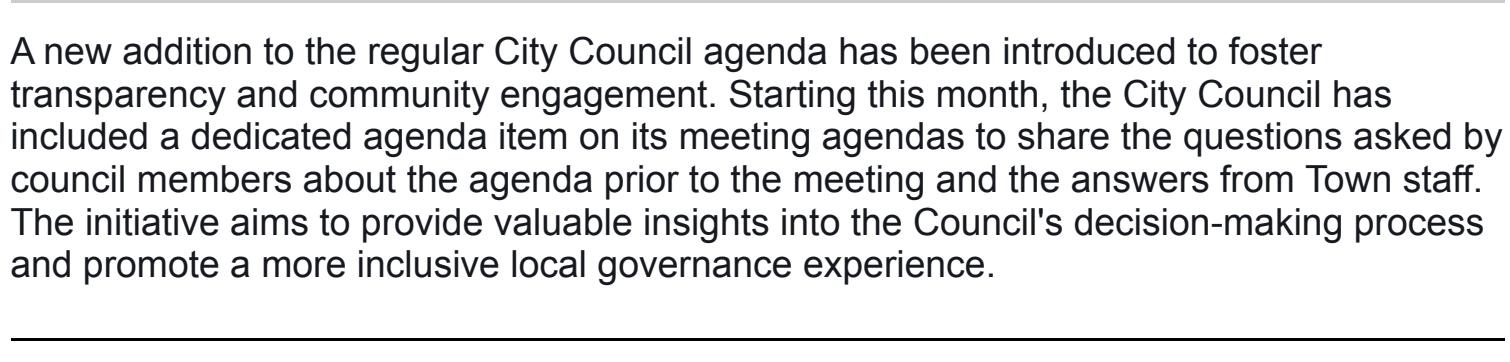 A new addition to the regular City Council agenda has been introduced to foster
transparency and community engagement. Starting this month, the City Council has
included a dedicated agenda item on its meeting agendas to share the questions asked by
council members about the agenda prior to the meeting and the answers from Town staff.
The initiative aims to provide valuable insights into the Council's decision-making process
and promote a more inclusive local governance experience.